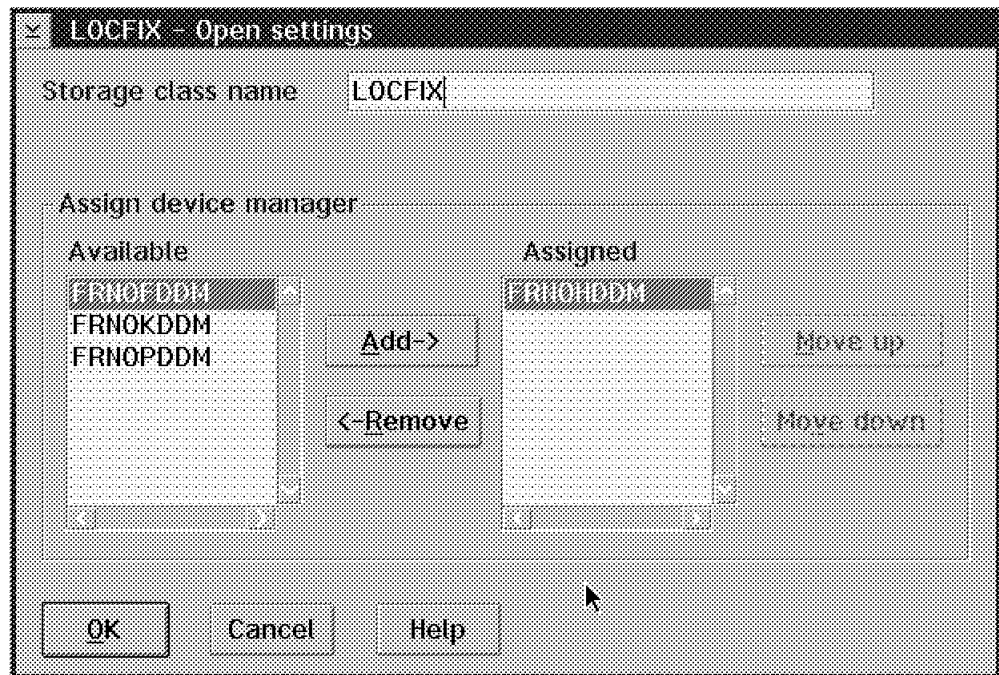 LOCFIX - Open settings
Storage class name LOCFIX
Assign device manager
Available Assigned
FRNOFDDM FRNOHDDM
FRNOKDDM
FRNOPDDM
Add-> Move up
<-Remove Move down
OK Cancel Help